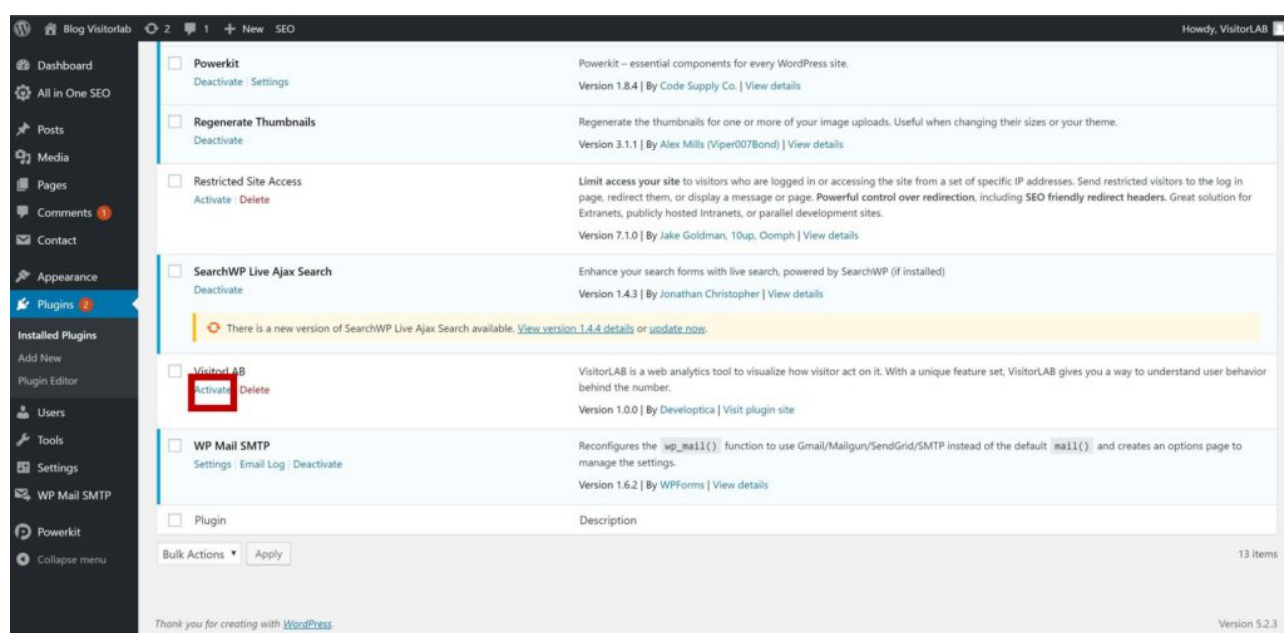 Blog Visitorlab 2 1 + New SEO Howdy, VisitorLAB
Dashboard
All in One SEO
Posts
Media
Pages
Comments 1
Contact
Appearance
Plugins 2
Installed Plugins
Add New
Plugin Editor
Users
Tools
Settings
WP Mail SMTP
Powerkit
Collapse menu
Powerkit
Deactivate | Settings
Powerkit – essential components for every WordPress site.
Version 1.8.4 | By Code Supply Co. | View details
Regenerate Thumbnails
Deactivate
Regenerate the thumbnails for one or more of your image uploads. Useful when changing their sizes or your theme.
Version 3.1.1 | By Alex Mills (Viper007Bond) | View details
Restricted Site Access
Activate | Delete
Limit access your site to visitors who are logged in or accessing the site from a set of specific IP addresses. Send restricted visitors to the log in
page, redirect them, or display a message or page. Powerful control over redirection, including SEO friendly redirect headers. Great solution for
Extranets, publicly hosted Intranets, or parallel development sites.
Version 7.1.0 | By Jake Goldman, 10up, Oomph | View details
SearchWP Live Ajax Search
Deactivate
Enhance your search forms with live search, powered by SearchWP (if installed)
Version 1.4.3 | By Jonathan Christopher | View details
There is a new version of SearchWP Live Ajax Search available. View version 1.4.4 details or update now.
VisitorLAB
Activate | Delete
VisitorLAB is a web analytics tool to visualize how visitor act on it. With a unique feature set, VisitorLAB gives you a way to understand user behavior
behind the number.
Version 1.0.0 | By Developtica | Visit plugin site
WP Mail SMTP
Settings | Email Log | Deactivate
Reconfigures the wp_mail() function to use Gmail/Mailgun/SendGrid/SMTP instead of the default mail() and creates an options page to
manage the settings.
Version 1.6.2 | By WPForms | View details
Plugin Description
Bulk Actions Apply 13 items
Thank you for creating with WordPress. Version 5.2.3